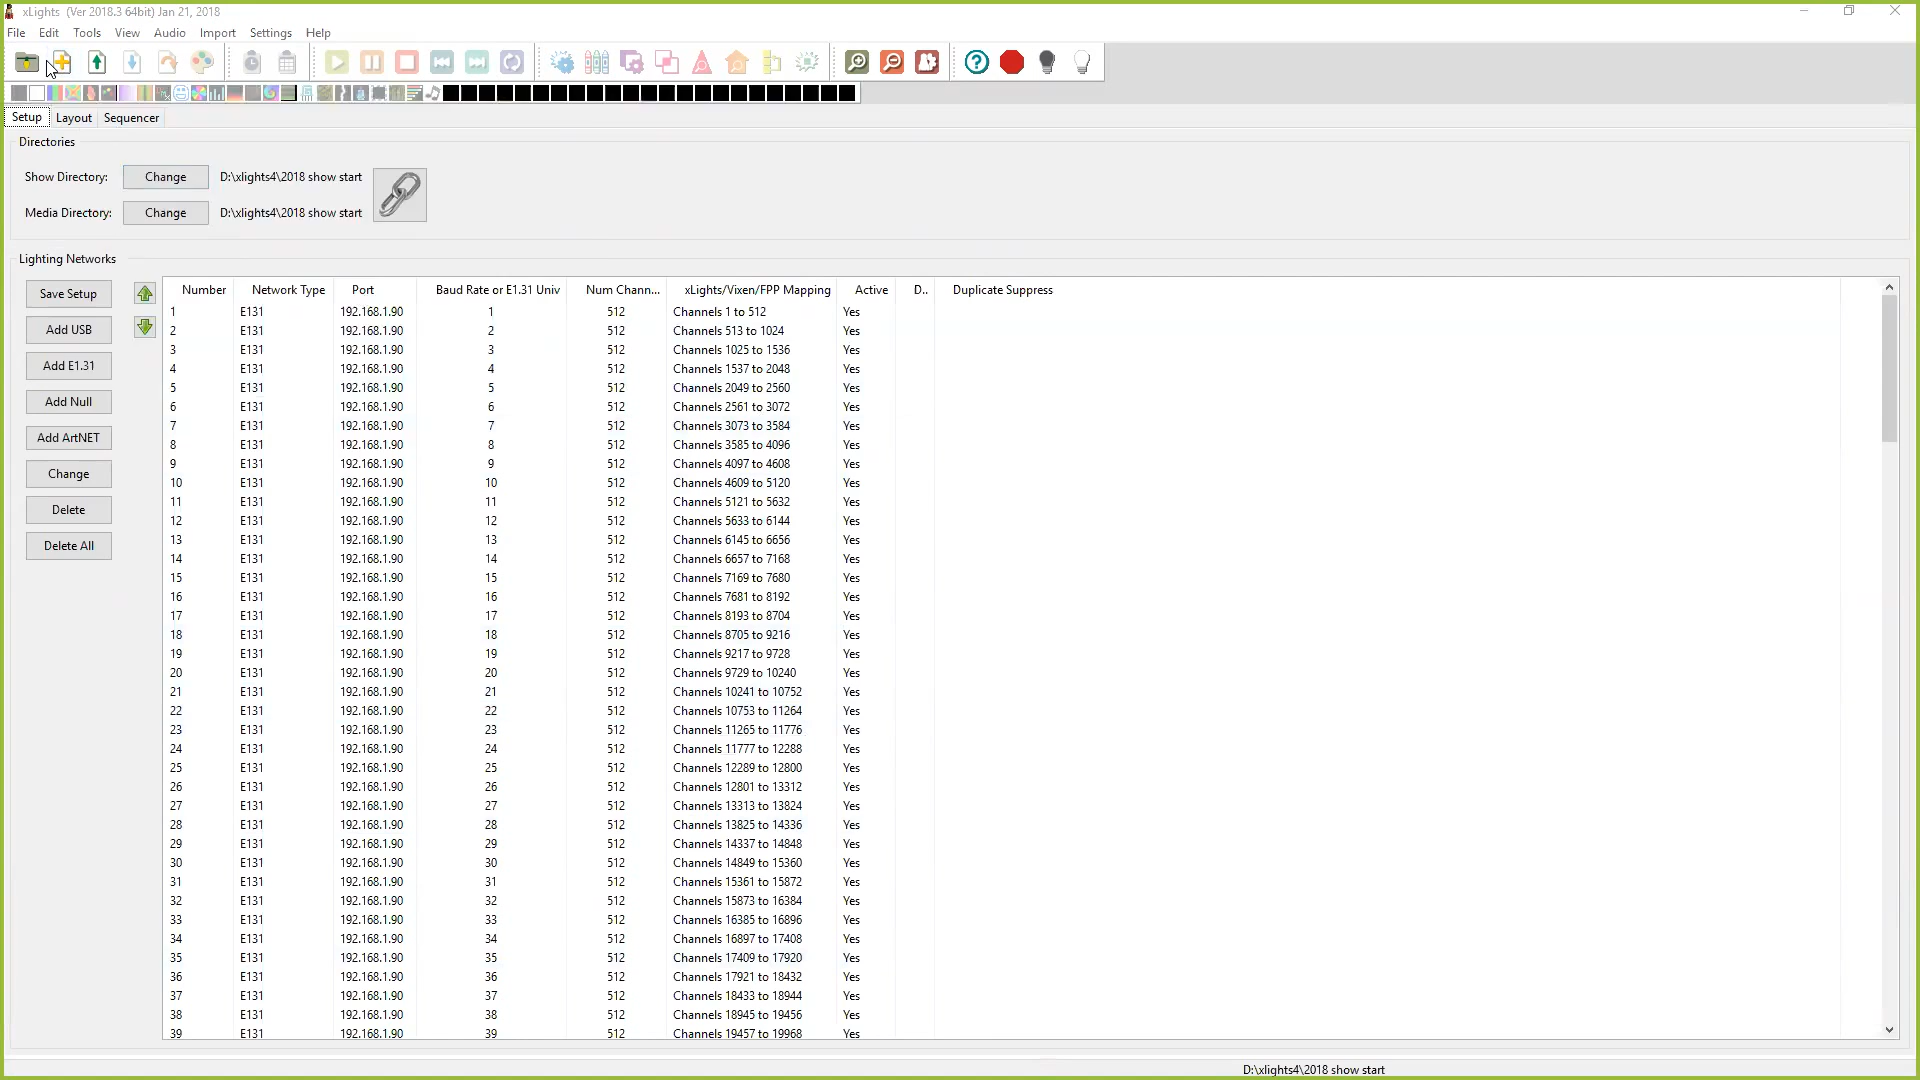 xLights (Ver 2018.3 64bit) Jan 21, 2018
File Edit Tools View Audio Import Settings Help
Setup Layout Sequencer
Directories
Show Directory: Change D:\xlights4\2018 show start
Media Directory: Change D:\xlights4\2018 show start
Lighting Networks
Save Setup
Add USB
Add E1.31
Add Null
Add ArtNET
Change
Delete
Delete All
Number Network Type Port Baud Rate or E1.31 Univ Num Chann... xLights/Vixen/FPP Mapping Active D.. Duplicate Suppress
1 E131 192.168.1.90 1 512 Channels 1 to 512 Yes
2 E131 192.168.1.90 2 512 Channels 513 to 1024 Yes
3 E131 192.168.1.90 3 512 Channels 1025 to 1536 Yes
4 E131 192.168.1.90 4 512 Channels 1537 to 2048 Yes
5 E131 192.168.1.90 5 512 Channels 2049 to 2560 Yes
6 E131 192.168.1.90 6 512 Channels 2561 to 3072 Yes
7 E131 192.168.1.90 7 512 Channels 3073 to 3584 Yes
8 E131 192.168.1.90 8 512 Channels 3585 to 4096 Yes
9 E131 192.168.1.90 9 512 Channels 4097 to 4608 Yes
10 E131 192.168.1.90 10 512 Channels 4609 to 5120 Yes
11 E131 192.168.1.90 11 512 Channels 5121 to 5632 Yes
12 E131 192.168.1.90 12 512 Channels 5633 to 6144 Yes
13 E131 192.168.1.90 13 512 Channels 6145 to 6656 Yes
14 E131 192.168.1.90 14 512 Channels 6657 to 7168 Yes
15 E131 192.168.1.90 15 512 Channels 7169 to 7680 Yes
16 E131 192.168.1.90 16 512 Channels 7681 to 8192 Yes
17 E131 192.168.1.90 17 512 Channels 8193 to 8704 Yes
18 E131 192.168.1.90 18 512 Channels 8705 to 9216 Yes
19 E131 192.168.1.90 19 512 Channels 9217 to 9728 Yes
20 E131 192.168.1.90 20 512 Channels 9729 to 10240 Yes
21 E131 192.168.1.90 21 512 Channels 10241 to 10752 Yes
22 E131 192.168.1.90 22 512 Channels 10753 to 11264 Yes
23 E131 192.168.1.90 23 512 Channels 11265 to 11776 Yes
24 E131 192.168.1.90 24 512 Channels 11777 to 12288 Yes
25 E131 192.168.1.90 25 512 Channels 12289 to 12800 Yes
26 E131 192.168.1.90 26 512 Channels 12801 to 13312 Yes
27 E131 192.168.1.90 27 512 Channels 13313 to 13824 Yes
28 E131 192.168.1.90 28 512 Channels 13825 to 14336 Yes
29 E131 192.168.1.90 29 512 Channels 14337 to 14848 Yes
30 E131 192.168.1.90 30 512 Channels 14849 to 15360 Yes
31 E131 192.168.1.90 31 512 Channels 15361 to 15872 Yes
32 E131 192.168.1.90 32 512 Channels 15873 to 16384 Yes
33 E131 192.168.1.90 33 512 Channels 16385 to 16896 Yes
34 E131 192.168.1.90 34 512 Channels 16897 to 17408 Yes
35 E131 192.168.1.90 35 512 Channels 17409 to 17920 Yes
36 E131 192.168.1.90 36 512 Channels 17921 to 18432 Yes
37 E131 192.168.1.90 37 512 Channels 18433 to 18944 Yes
38 E131 192.168.1.90 38 512 Channels 18945 to 19456 Yes
39 E131 192.168.1.90 39 512 Channels 19457 to 19968 Yes
D:\xlights4\2018 show start